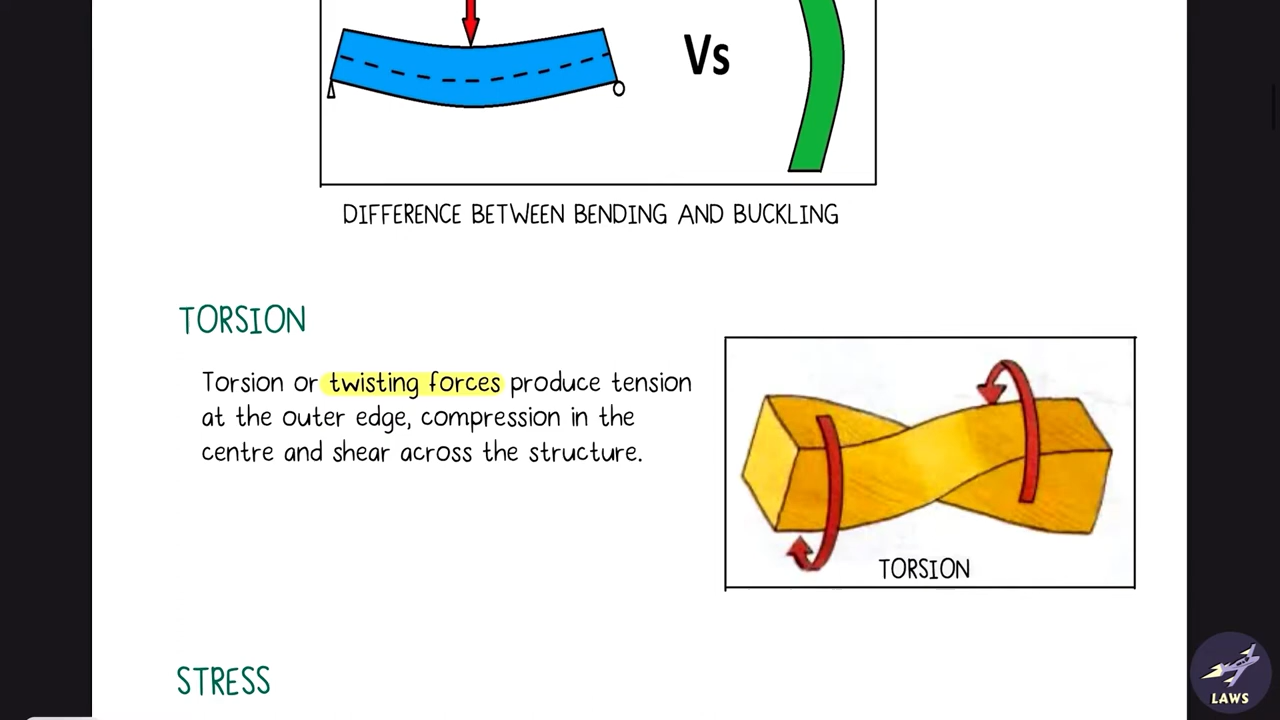 Vs
DIFFERENCE BETWEEN BENDING AND BUCKLING
TORSION
Torsion or twisting forces produce tension
at the outer edge, compression in the
centre and shear across the structure.
TORSION
STRESS
LAWS